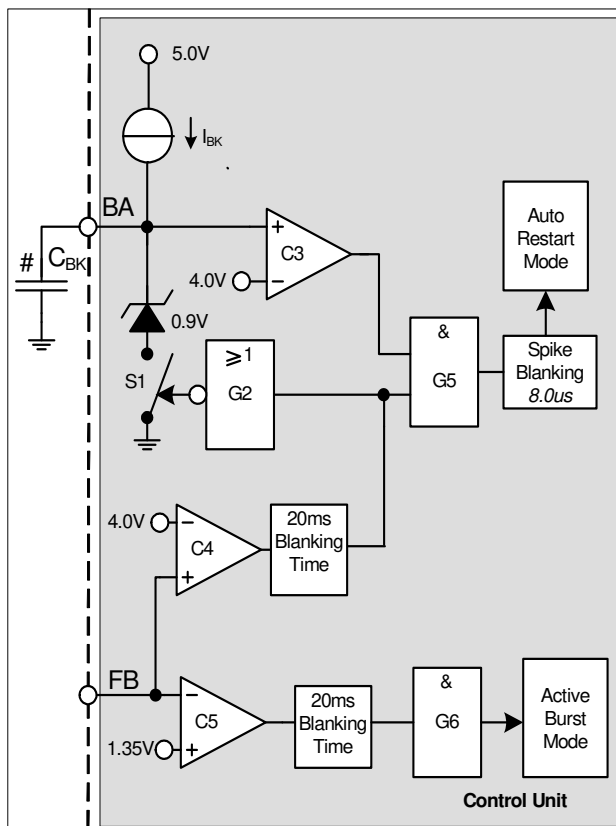 5.0V
I_BK
BA
# C_BK
+
C3
4.0V
−
0.9V
S1
≥1
G2
&
G5
Auto
Restart
Mode
Spike
Blanking
8.0us
4.0V
−
C4
+
20ms
Blanking
Time
FB
−
C5
1.35V
+
20ms
Blanking
Time
&
G6
Active
Burst
Mode
Control Unit